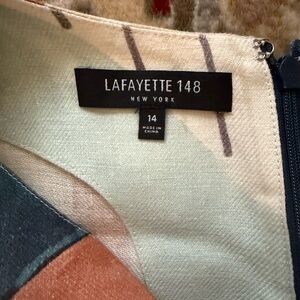 LAFAYETTE 148
NEW YORK
14
MADE IN
CHINA